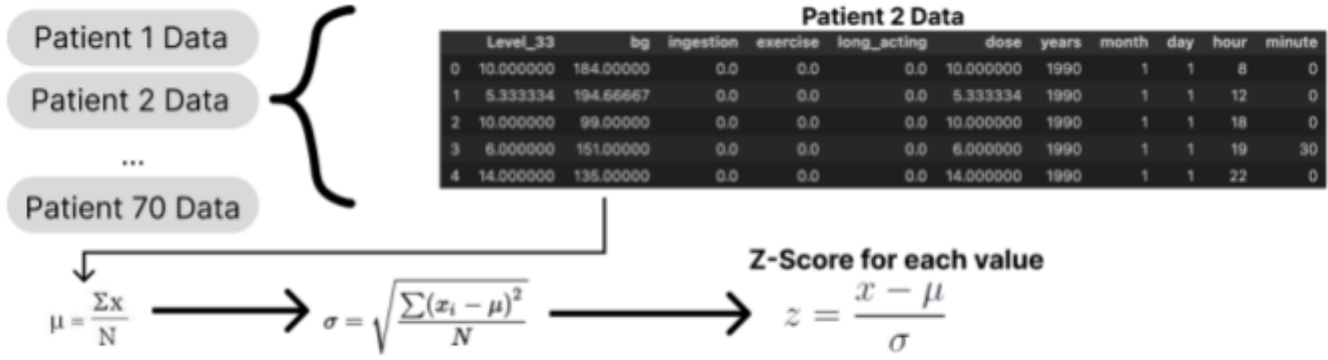 Patient 1 Data
Patient 2 Data
...
Patient 70 Data
Patient 2 Data
Level_33 bg ingestion exercise long_acting dose years month day hour minute
0 10.000000 184.00000 0.0 0.0 0.0 10.000000 1990 1 1 8 0
1 5.333334 194.66667 0.0 0.0 0.0 5.333334 1990 1 1 12 0
2 10.000000 99.00000 0.0 0.0 0.0 10.000000 1990 1 1 18 0
3 6.000000 151.00000 0.0 0.0 0.0 6.000000 1990 1 1 19 30
4 14.000000 135.00000 0.0 0.0 0.0 14.000000 1990 1 1 22 0
μ = Σx / N
σ = √(∑(xᵢ − μ)² / N)
Z-Score for each value
z = x − μ / σ